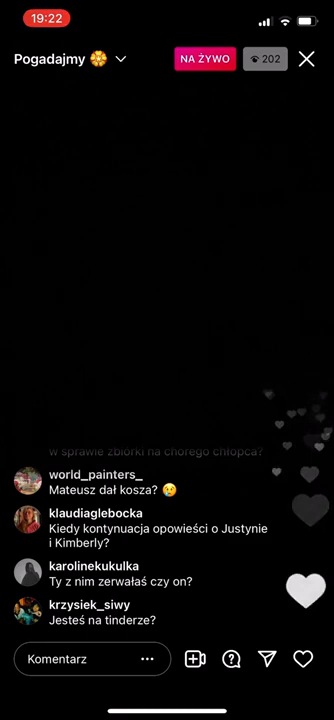 19:22
Pogadajmy
NA ŻYWO
202
w sprawie zbiórki na chorego chłopca?
world_painters_
Mateusz dał kosza? 😢
klaudiaglebocka
Kiedy kontynuacja opowieści o Justynie
i Kimberly?
karolinekukulka
Ty z nim zerwałaś czy on?
krzysiek_siwy
Jesteś na tinderze?
Komentarz